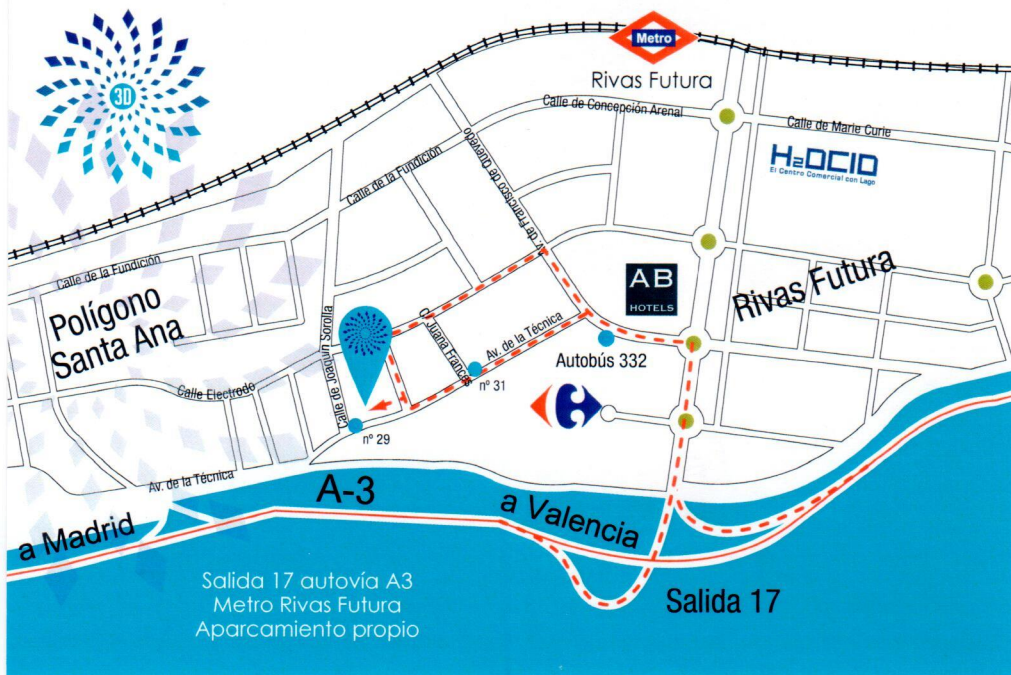 3D
Metro
Rivas Futura
Calle de Concepción Arenal
Calle de Marie Curie
H2OCIO
El Centro Comercial con Lago
Calle de la Fundición
Av. de Francisco de Quevedo
Calle de la Fundición
Polígono
Santa Ana
AB
HOTELS
Rivas Futura
Calle de Joaquín Sorolla
C/ Juana Francés
Av. de la Técnica
Autobús 332
nº 31
Calle Electrodo
nº 29
Av. de la Técnica
A-3
a Madrid
a Valencia
Salida 17 autovía A3
Metro Rivas Futura
Aparcamiento propio
Salida 17